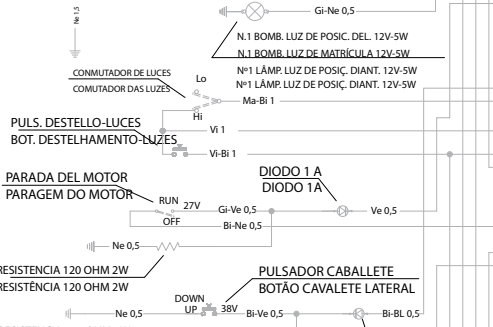 Ne 1,5
Gi-Ne 0,5
N.1 BOMB. LUZ DE POSIC. DEL. 12V-5W
N.1 BOMB. LUZ DE MATRÍCULA 12V-5W
Nº1 LÂMP. LUZ DE POSIÇ. DIANT. 12V-5W
Nº1 LÂMP. LUZ DE POSIÇ. DIANT. 12V-5W
CONMUTADOR DE LUCES
COMUTADOR DAS LUZES
Lo
Ma-Bi 1
Hi
PULS. DESTELLO-LUCES
BOT. DESTELHAMENTO-LUZES
Vi 1
Vi-Bi 1
PARADA DEL MOTOR
PARAGEM DO MOTOR
DIODO 1 A
DIODO 1A
RUN
27V
OFF
Gi-Ve 0,5
Ve 0,5
Bi-Ne 0,5
Ne 0,5
RESISTENCIA 120 OHM 2W
RESISTÊNCIA 120 OHM 2W
PULSADOR CABALLETE
BOTÃO CAVALETE LATERAL
DOWN
UP
38V
Ne 0,5
Bi-Ve 0,5
Bi-BL 0,5